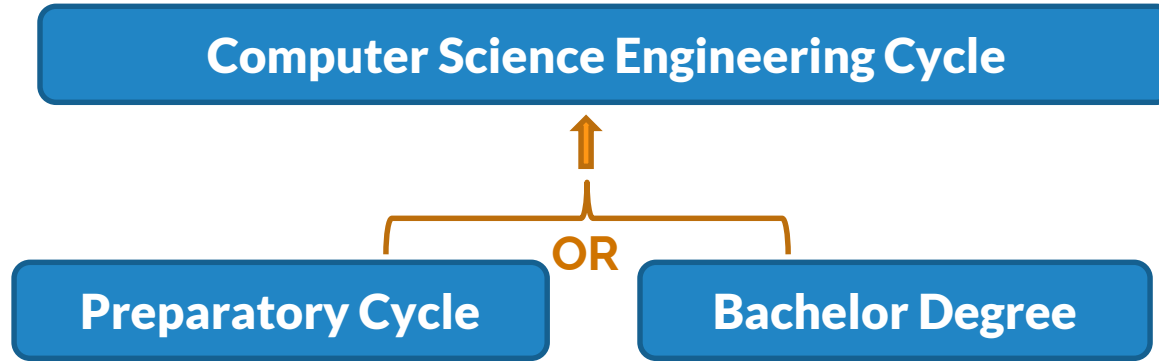 Computer Science Engineering Cycle
OR
Preparatory Cycle
Bachelor Degree